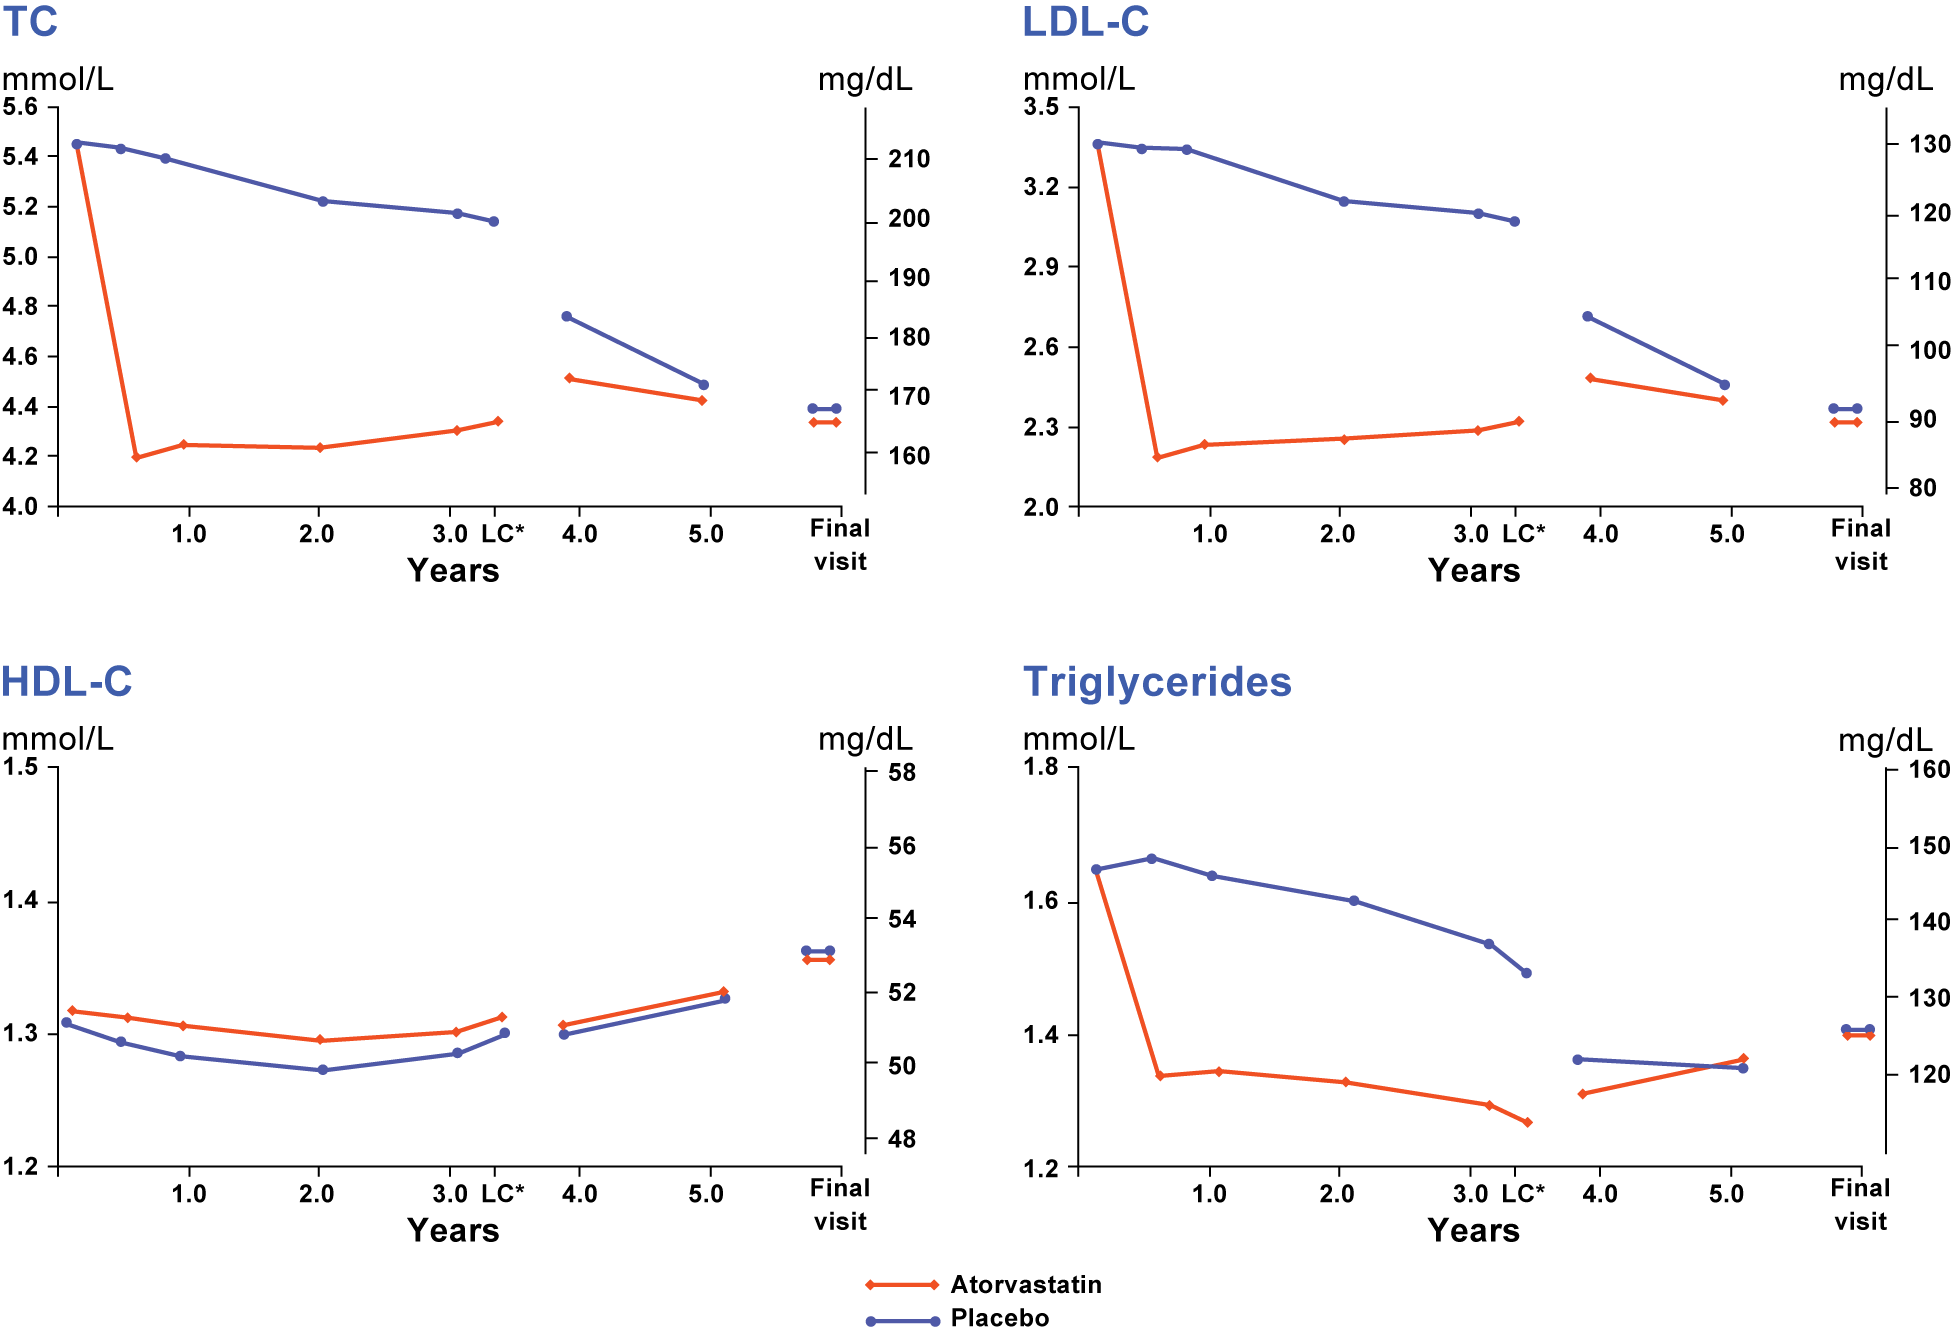 TC
mmol/L mg/dL
5.6
5.4
210
5.2
200
5.0
190
4.8
180
4.6
170
4.4
4.2
160
4.0
1.0 2.0 3.0 LC* 4.0 5.0 Final visit
Years
LDL-C
mmol/L mg/dL
3.5
130
3.2
120
2.9
110
2.6
100
2.3
90
80
2.0
1.0 2.0 3.0 LC* 4.0 5.0 Final visit
Years
HDL-C
mmol/L mg/dL
1.5
58
56
1.4
54
52
1.3
50
48
1.2
1.0 2.0 3.0 LC* 4.0 5.0 Final visit
Years
Triglycerides
mmol/L mg/dL
1.8
160
150
1.6
140
130
1.4
120
1.2
1.0 2.0 3.0 LC* 4.0 5.0 Final visit
Years
Atorvastatin
Placebo